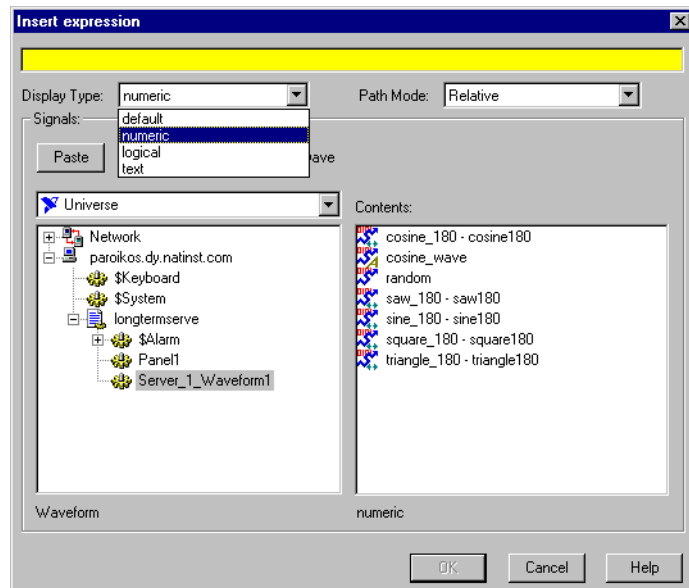 Insert expression
Display Type: numeric Path Mode: Relative
Signals: default
numeric
logical
text
Paste
Universe
Contents:
Network
paroikos.dy.natinst.com
$Keyboard
$System
longtermserve
$Alarm
Panel1
Server_1_Waveform1
cosine_180 - cosine180
cosine_wave
random
saw_180 - saw180
sine_180 - sine180
square_180 - square180
triangle_180 - triangle180
Waveform
numeric
OK Cancel Help